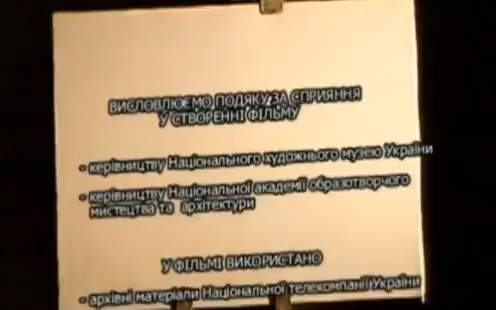 ВИСЛОВЛЮЄМО ПОДЯКУ ЗА СПРИЯННЯ
У СТВОРЕННІ ФІЛЬМУ
- керівництву Національного художнього музею України
- керівництву Національної академії образотворчого
мистецтва та архітектури
У ФІЛЬМІ ВИКОРИСТАНО
- архівні матеріали Національної телекомпанії України